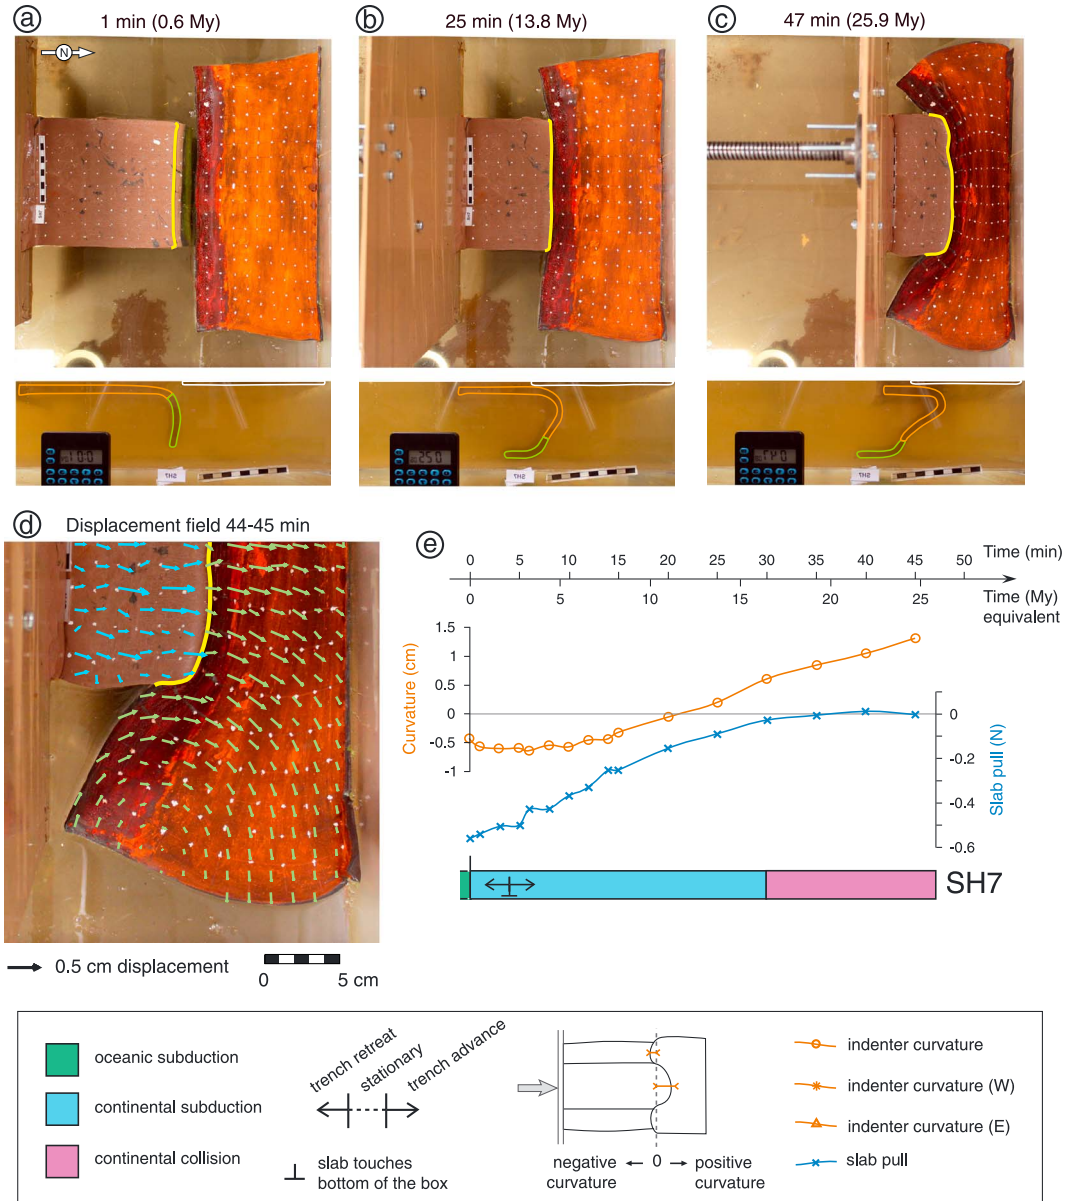 a 1 min (0.6 My)
b 25 min (13.8 My)
c 47 min (25.9 My)
N
SH7
SH7
SH7
d Displacement field 44-45 min
0.5 cm displacement
0 5 cm
e
Time (min)
0 5 10 15 20 25 30 35 40 45 50
0 5 10 15 20 25
Time (My)
equivalent
Curvature (cm)
1.5
1
0
-0.5
-1
Slab pull (N)
0
-0.2
-0.4
-0.6
SH7
oceanic subduction
continental subduction
continental collision
trench retreat
stationary
trench advance
slab touches
bottom of the box
negative
curvature
0
positive
curvature
indenter curvature
indenter curvature (W)
indenter curvature (E)
slab pull